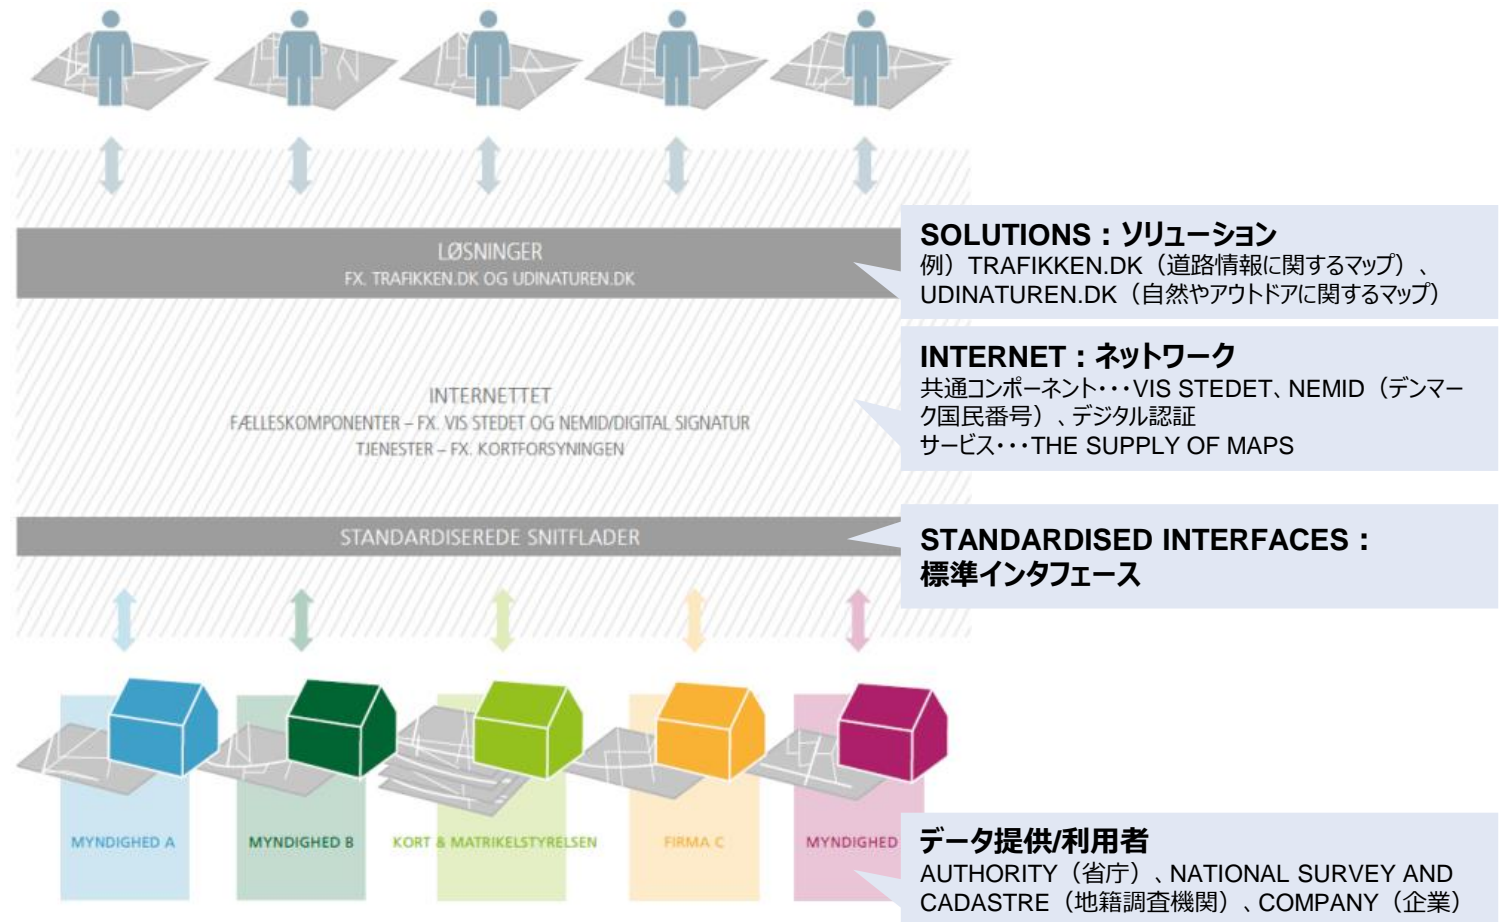 LØSNINGER
FX. TRAFIKKEN.DK OG UDINATUREN.DK
SOLUTIONS：ソリューション
例）TRAFIKKEN.DK（道路情報に関するマップ）、
UDINATUREN.DK（自然やアウトドアに関するマップ）
INTERNETTET
FÆLLESKOMPONENTER – FX. VIS STEDET OG NEMID/DIGITAL SIGNATUR
TJENESTER – FX. KORTFORSYNINGEN
INTERNET：ネットワーク
共通コンポーネント･･･VIS STEDET、NEMID（デンマー
ク国民番号）、デジタル認証
サービス･･･THE SUPPLY OF MAPS
STANDARDISEREDE SNITFLADER
STANDARDISED INTERFACES：
標準インタフェース
MYNDIGHED A
MYNDIGHED B
KORT & MATRIKELSTYRELSEN
FIRMA C
MYNDIGHED
データ提供/利用者
AUTHORITY（省庁）、NATIONAL SURVEY AND
CADASTRE（地籍調査機関）、COMPANY（企業）